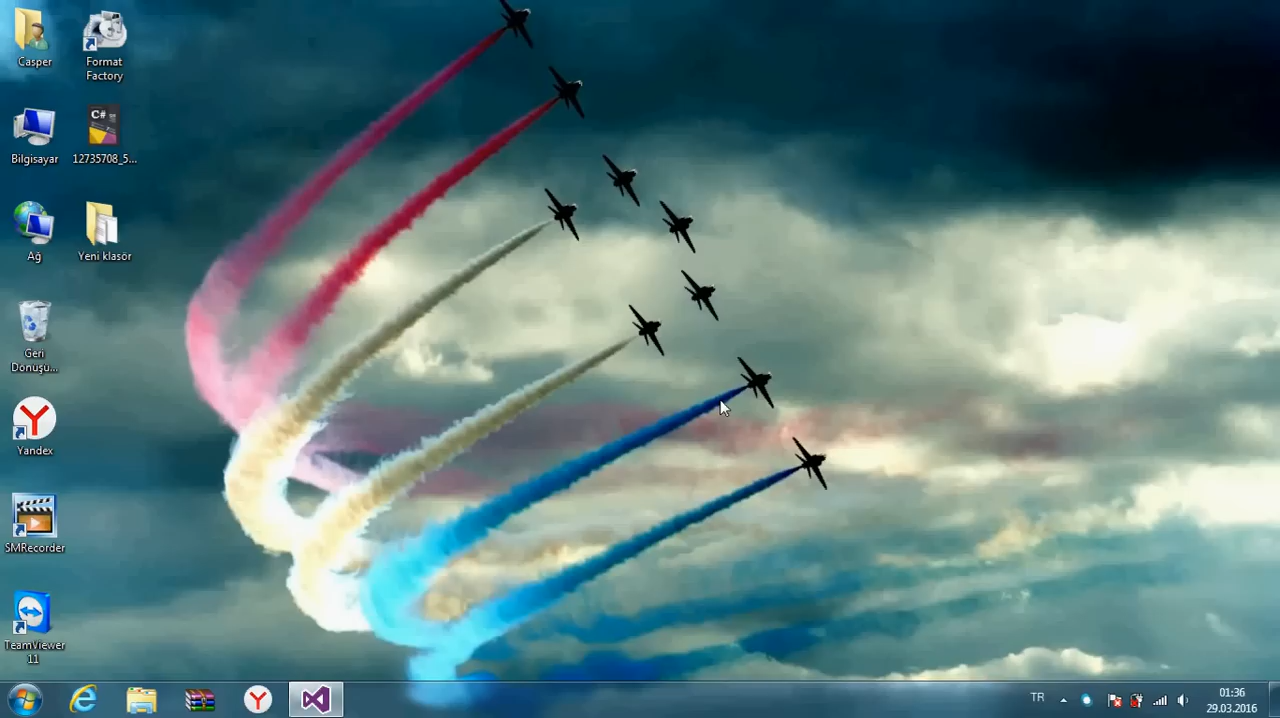 Casper
Format
Factory
Bilgisayar
C#
12735708_5...
Ağ
Yeni klasör
Geri
Dönüşü...
Yandex
SMRecorder
TeamViewer
11
TR
01:36
29.03.2016